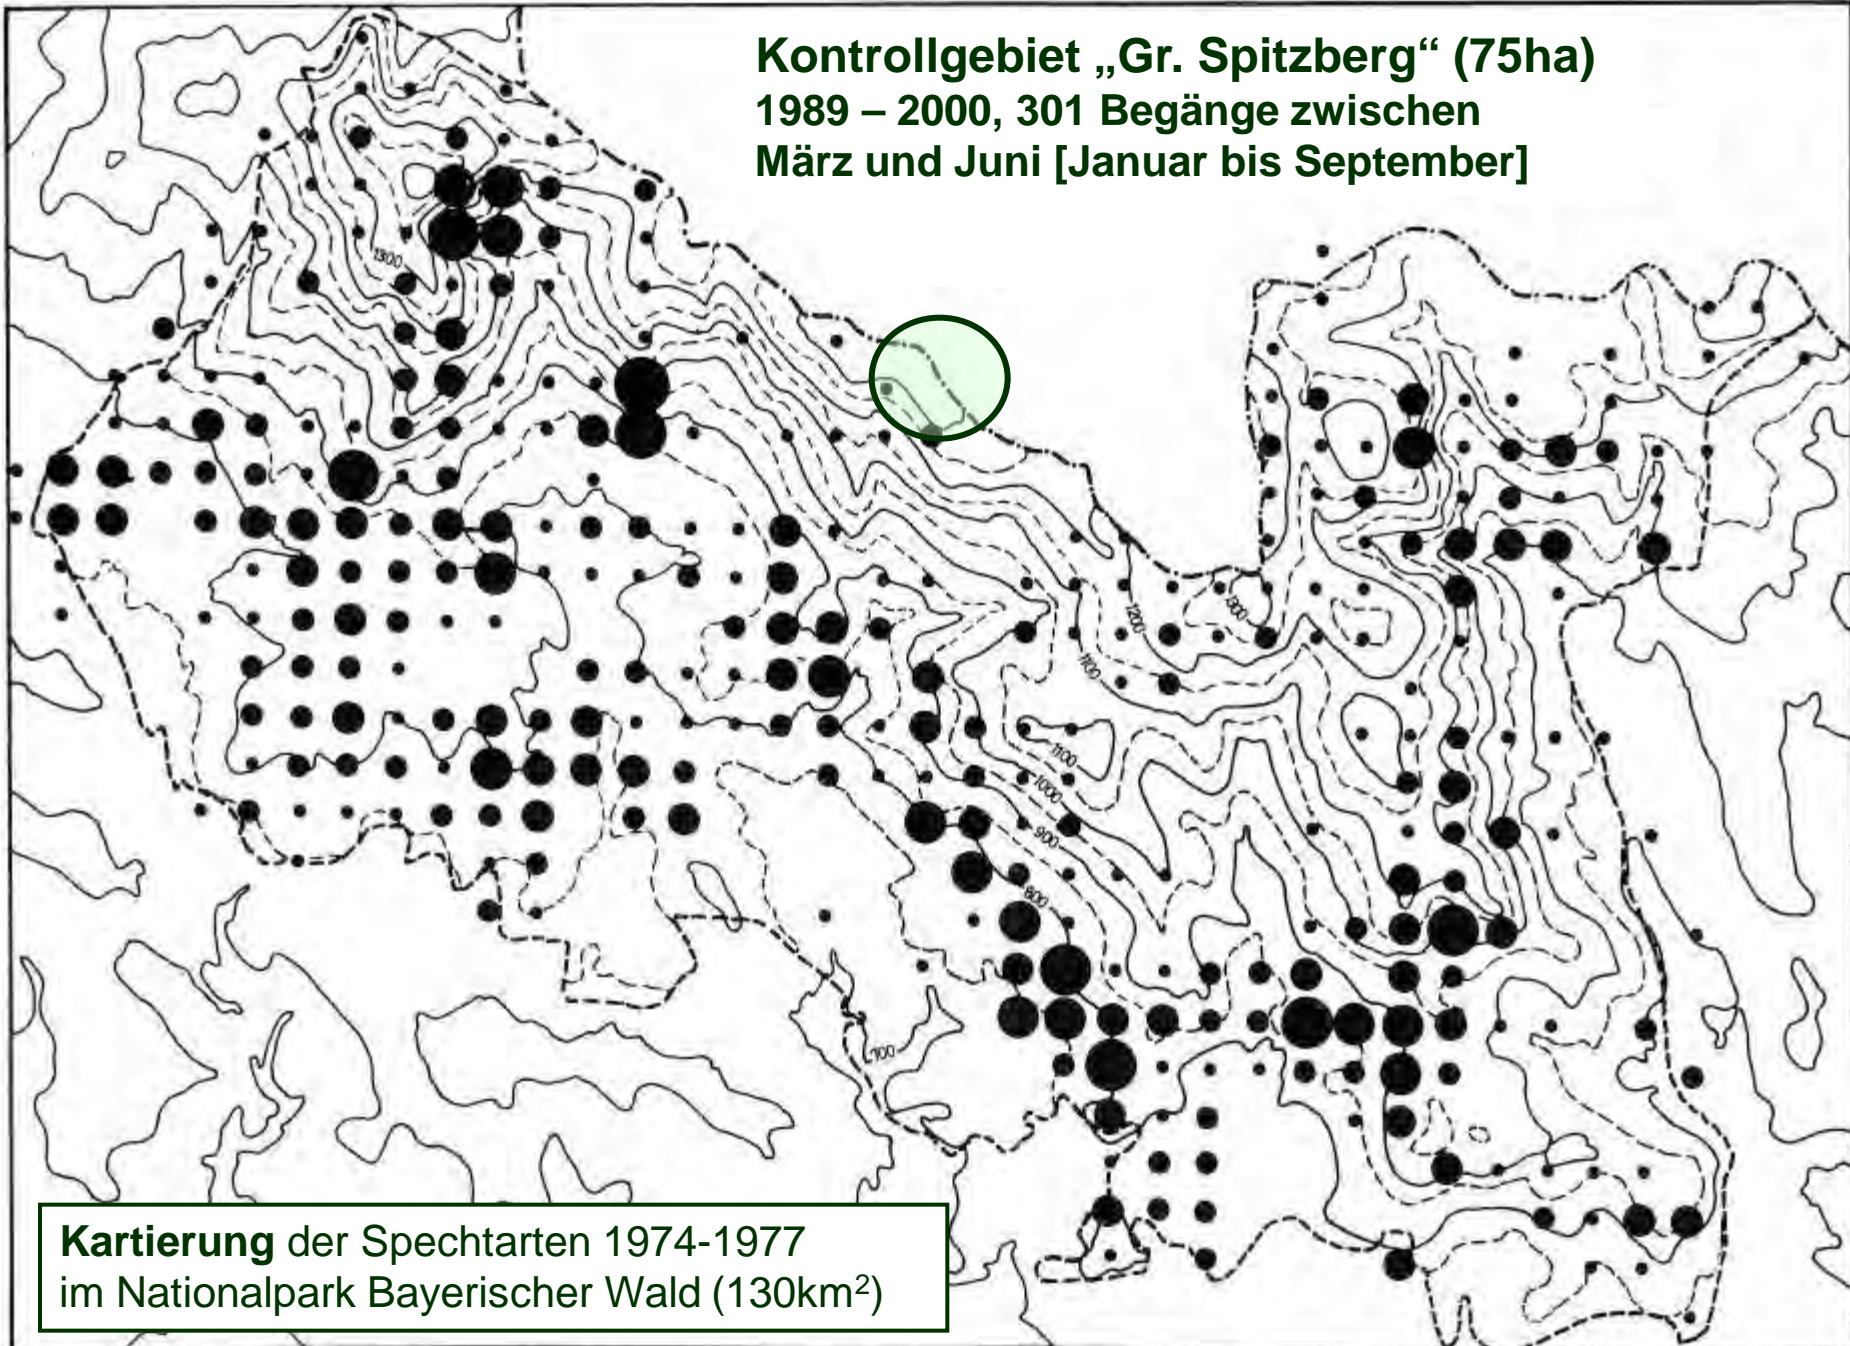 Kontrollgebiet „Gr. Spitzberg“ (75ha)
1989 – 2000, 301 Begänge zwischen
März und Juni [Januar bis September]
1300
1200
1300
1100
1100
1000
900
800
700
Kartierung der Spechtarten 1974-1977
im Nationalpark Bayerischer Wald (130km²)